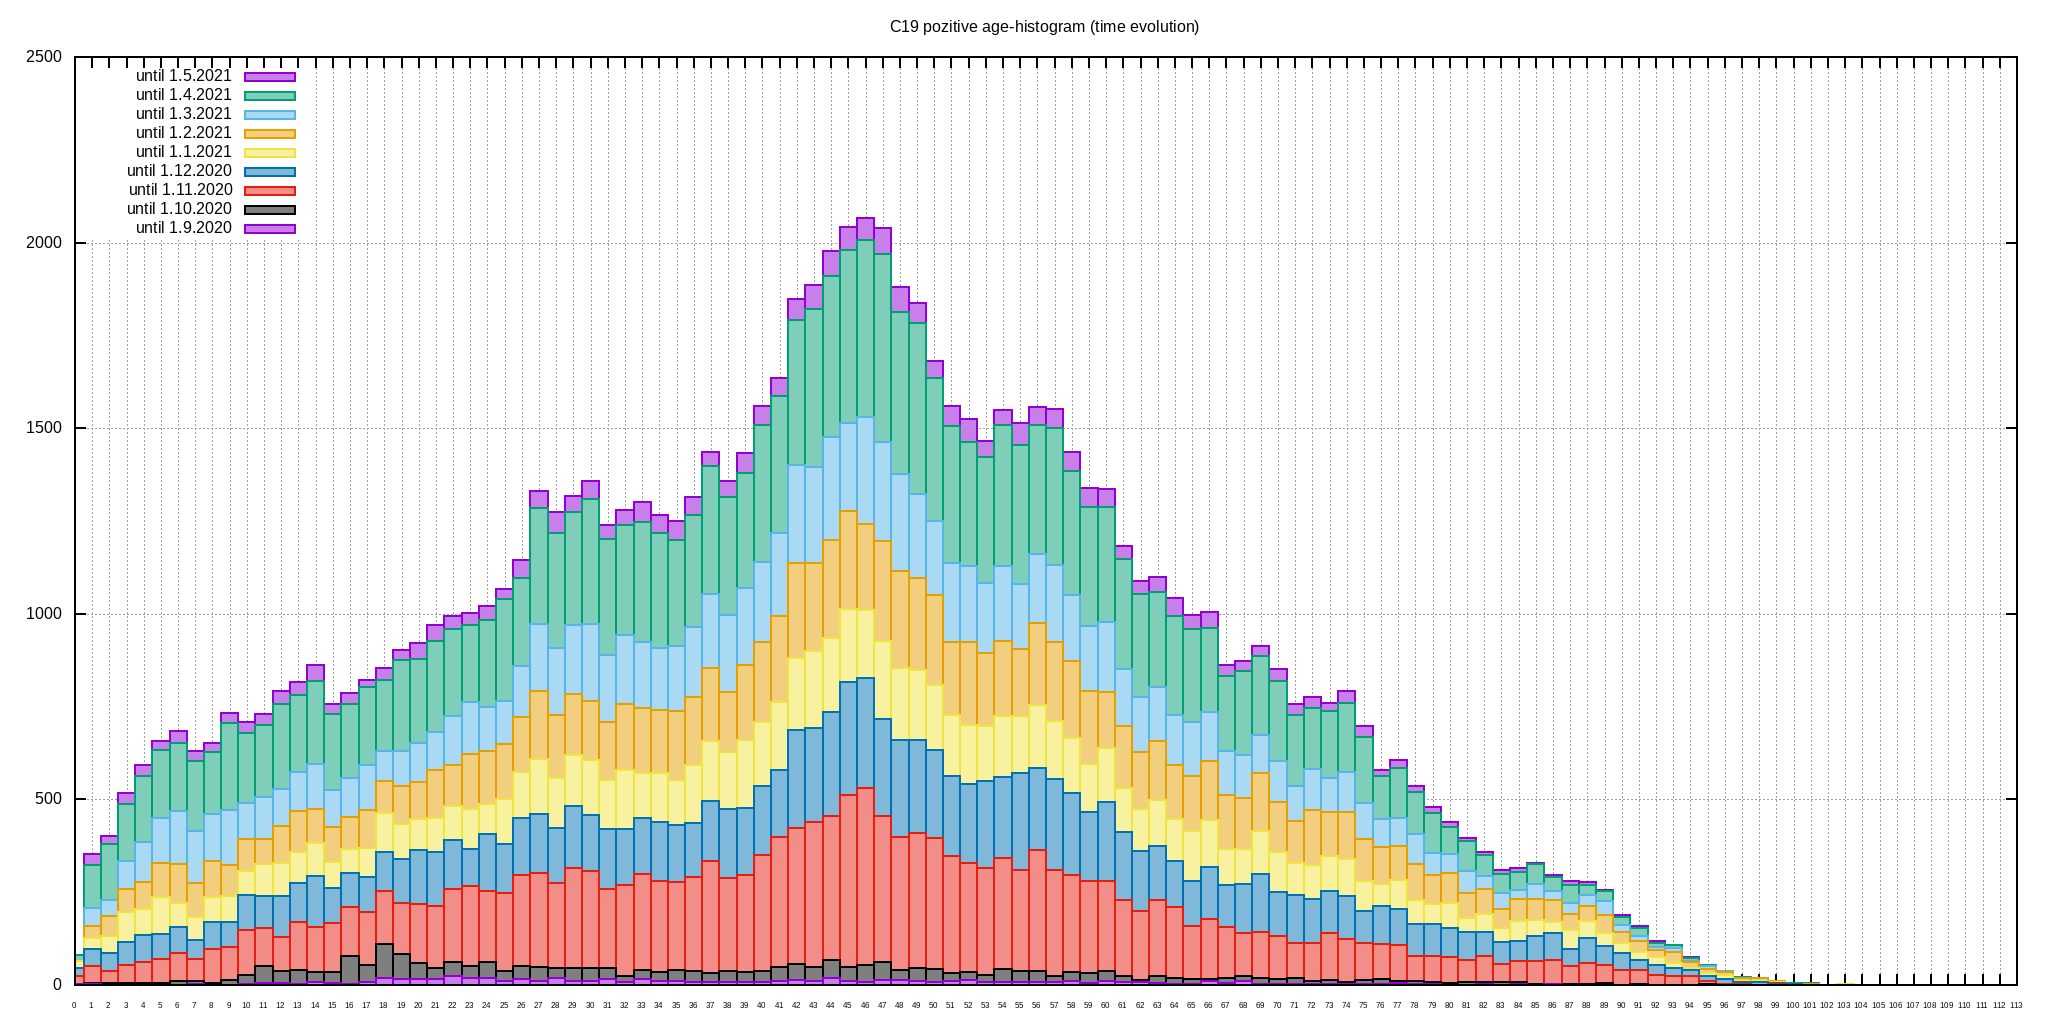 C19 pozitive age-histogram (time evolution)
2500
2000
1500
1000
500
0
until 1.5.2021
until 1.4.2021
until 1.3.2021
until 1.2.2021
until 1.1.2021
until 1.12.2020
until 1.11.2020
until 1.10.2020
until 1.9.2020
0 1 2 3 4 5 6 7 8 9 10 11 12 13 14 15 16 17 18 19 20 21 22 23 24 25 26 27 28 29 30 31 32 33 34 35 36 37 38 39 40 41 42 43 44 45 46 47 48 49 50 51 52 53 54 55 56 57 58 59 60 61 62 63 64 65 66 67 68 69 70 71 72 73 74 75 76 77 78 79 80 81 82 83 84 85 86 87 88 89 90 91 92 93 94 95 96 97 98 99 100 101 102 103 104 105 106 107 108 109 110 111 112 113